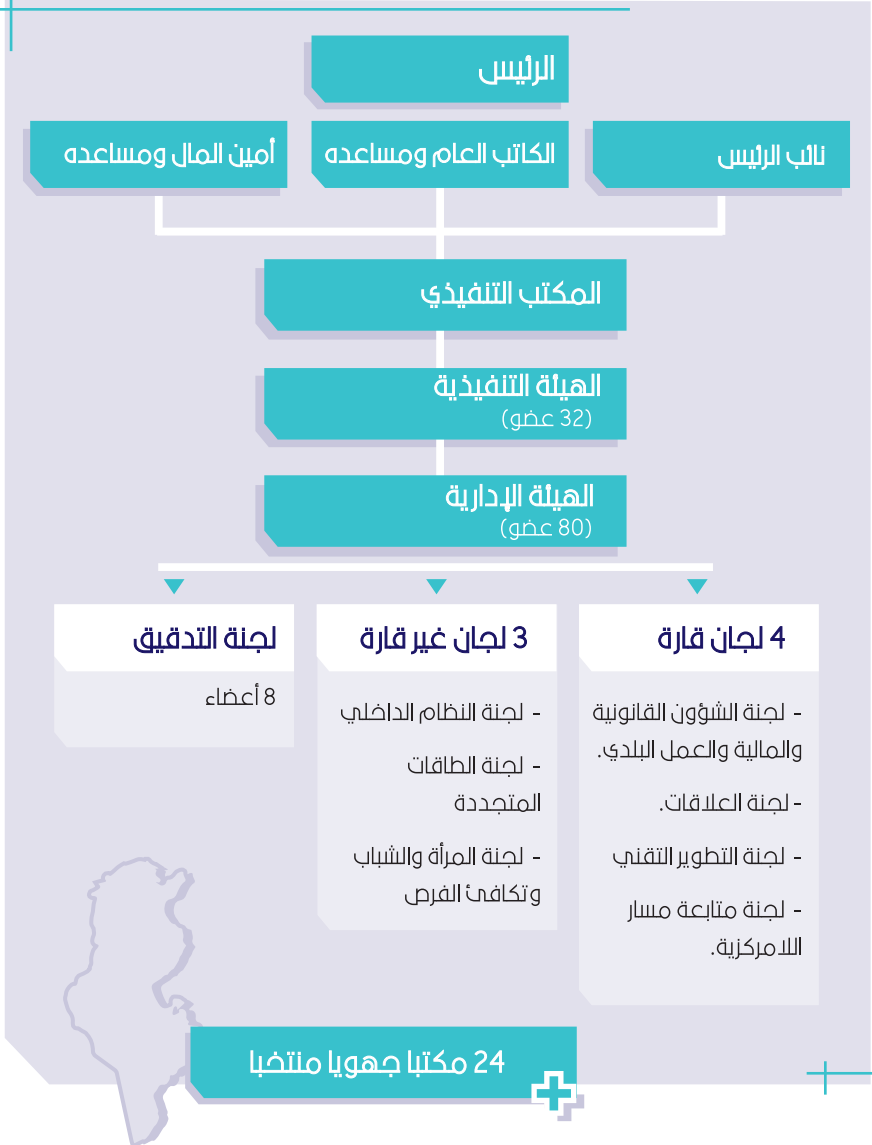 الرئيس
نائب الرئيس
الكاتب العام ومساعده
أمين المال ومساعده
المكتب التنفيذي
الهيئة التنفيذية
(32 عضو)
الهيئة الإدارية
(80 عضو)
4 لجان قارة
- لجنة الشؤون القانونية
والمالية والعمل البلدي.
- لجنة العلاقات.
- لجنة التطوير التقني
- لجنة متابعة مسار
اللامركزية.
3 لجان غير قارة
- لجنة النظام الداخلي
- لجنة الطاقات
المتجددة
- لجنة المرأة والشباب
وتكافئ الفرص
لجنة التدقيق
8 أعضاء
24 مكتبا جهويا منتخبا